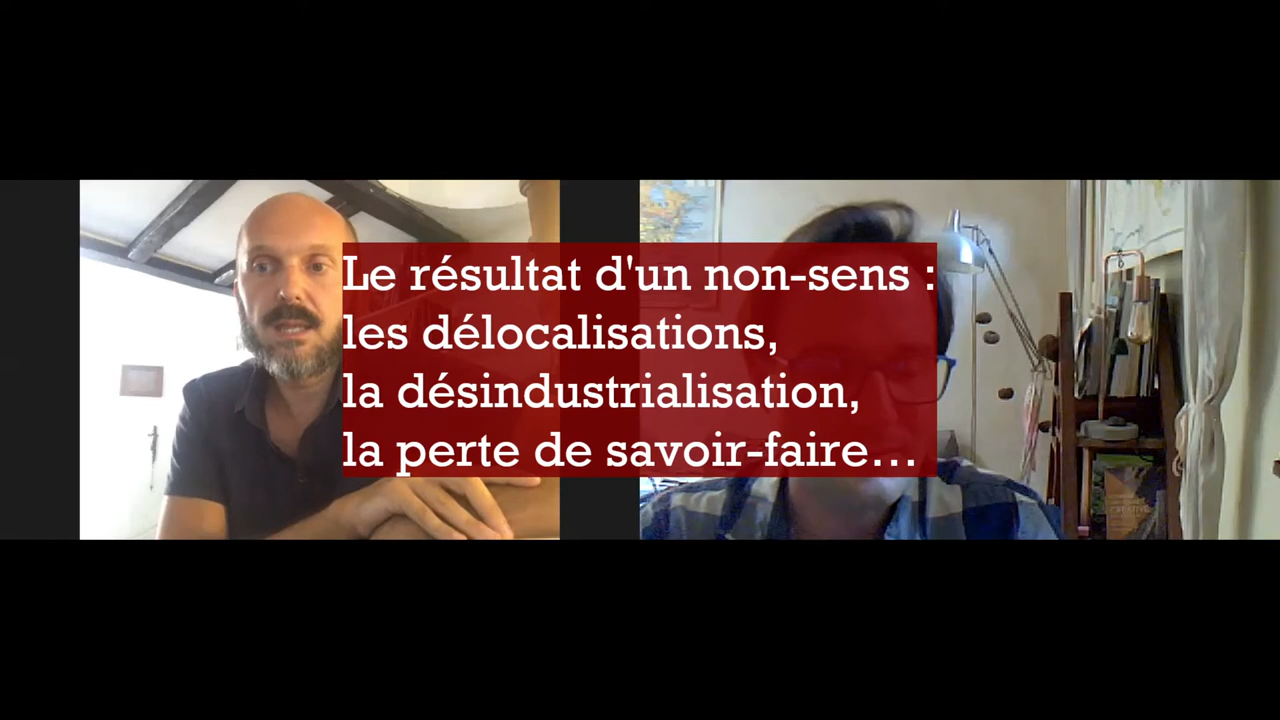 Le résultat d'un non-sens :
les délocalisations,
la désindustrialisation,
la perte de savoir-faire…